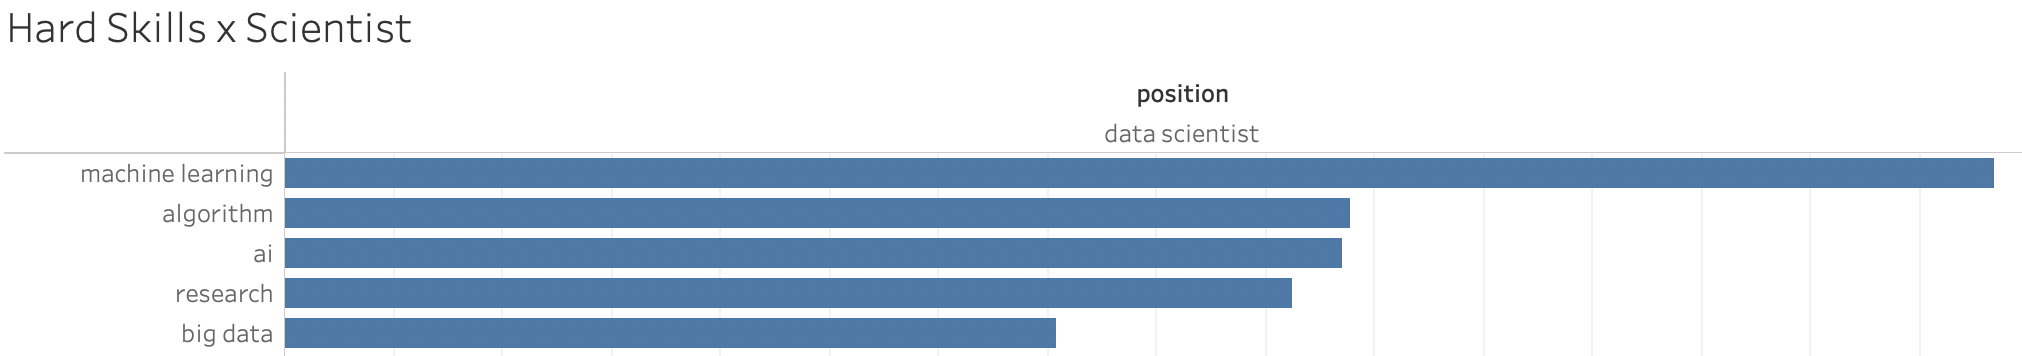 Hard Skills x Scientist
position
data scientist
machine learning
algorithm
ai
research
big data